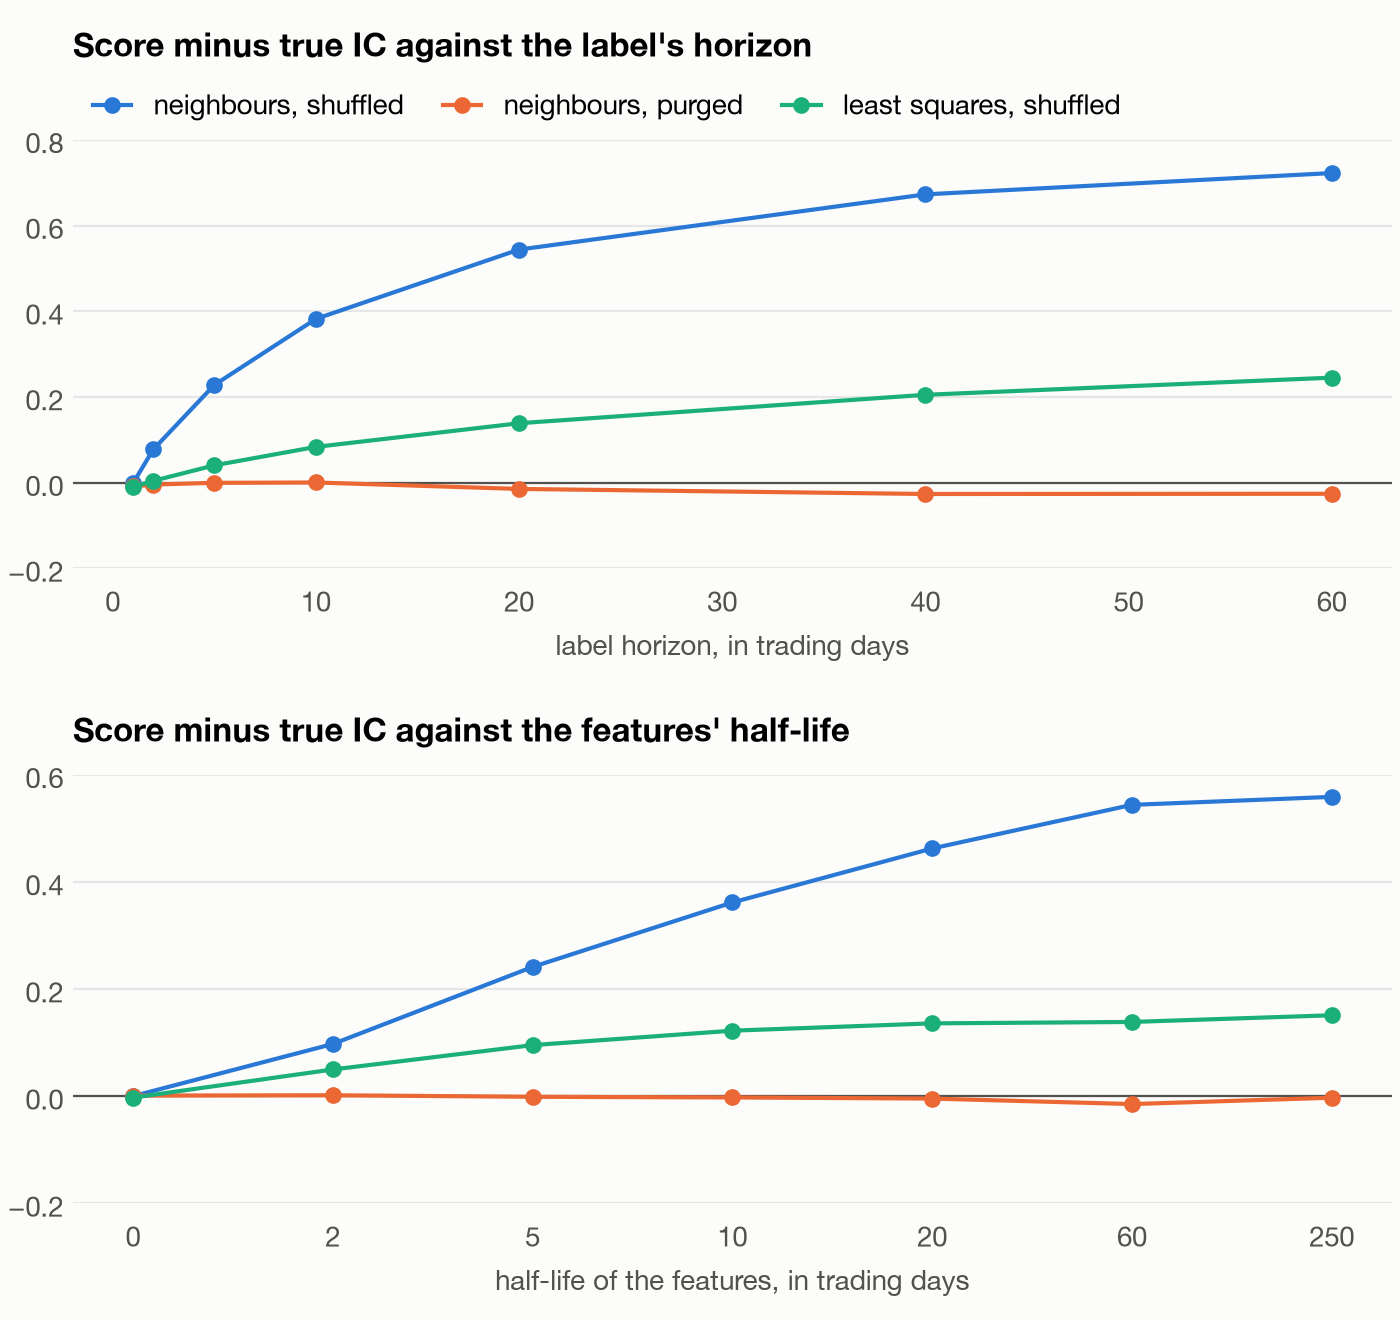 Score minus true IC against the label's horizon
neighbours, shuffled neighbours, purged least squares, shuffled
0.8
0.6
0.4
0.2
0.0
−0.2
0 10 20 30 40 50 60
label horizon, in trading days
Score minus true IC against the features' half-life
0.6
0.4
0.2
0.0
−0.2
0 2 5 10 20 60 250
half-life of the features, in trading days